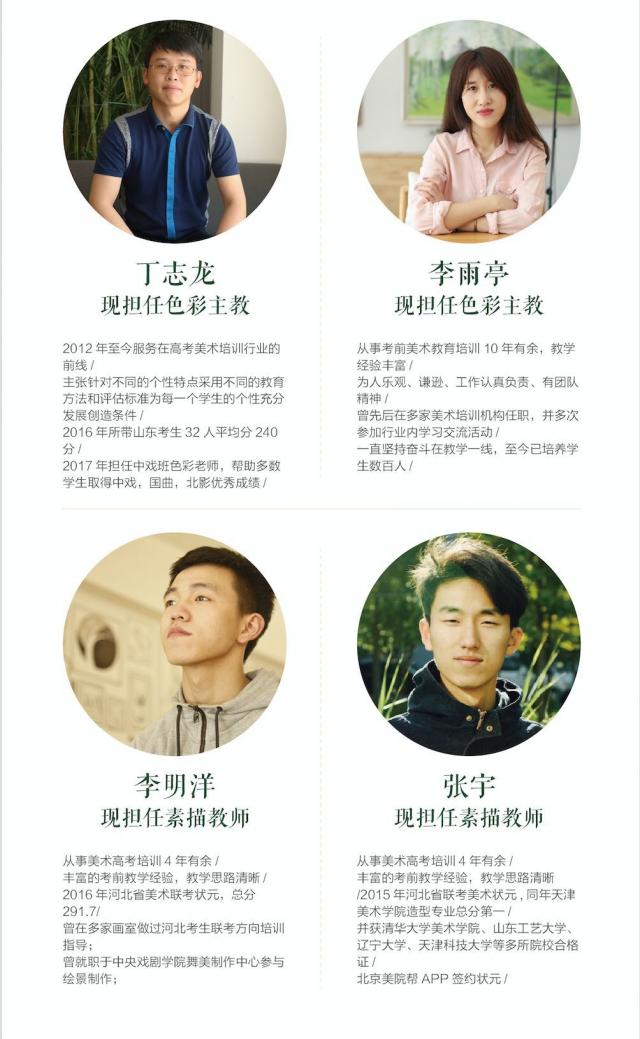 丁志龙
现担任色彩主教
2012 年至今服务在高考美术培训行业的
前线 /
主张针对不同的个性特点采用不同的教育
方法和评估标准为每一个学生的个性充分
发展创造条件 /
2016 年所带山东考生 32 人平均分 240
分 /
2017 年担任中戏班色彩老师，帮助多数
学生取得中戏，国曲，北影优秀成绩 /
李雨亭
现担任色彩主教
从事考前美术教育培训 10 年有余，教学
经验丰富 /
为人乐观、谦逊、工作认真负责、有团队
精神 /
曾先后在多家美术培训机构任职，并多次
参加行业内学习交流活动 /
一直坚持奋斗在教学一线，至今已培养学
生数百人 /
李明洋
现担任素描教师
从事美术高考培训 4 年有余 /
丰富的考前教学经验，教学思路清晰 /
2016 年河北省美术联考状元，总分
291.7/
曾在多家画室做过河北考生联考方向培训
指导；
曾就职于中央戏剧学院舞美制作中心参与
绘景制作；
张宇
现担任素描教师
从事美术高考培训 4 年有余 /
丰富的考前教学经验，教学思路清晰
/2015 年河北省联考美术状元 , 同年天津
美术学院造型专业总分第一 /
并获清华大学美术学院、山东工艺大学、
辽宁大学、天津科技大学等多所院校合格
证 /
北京美院帮 APP 签约状元 /